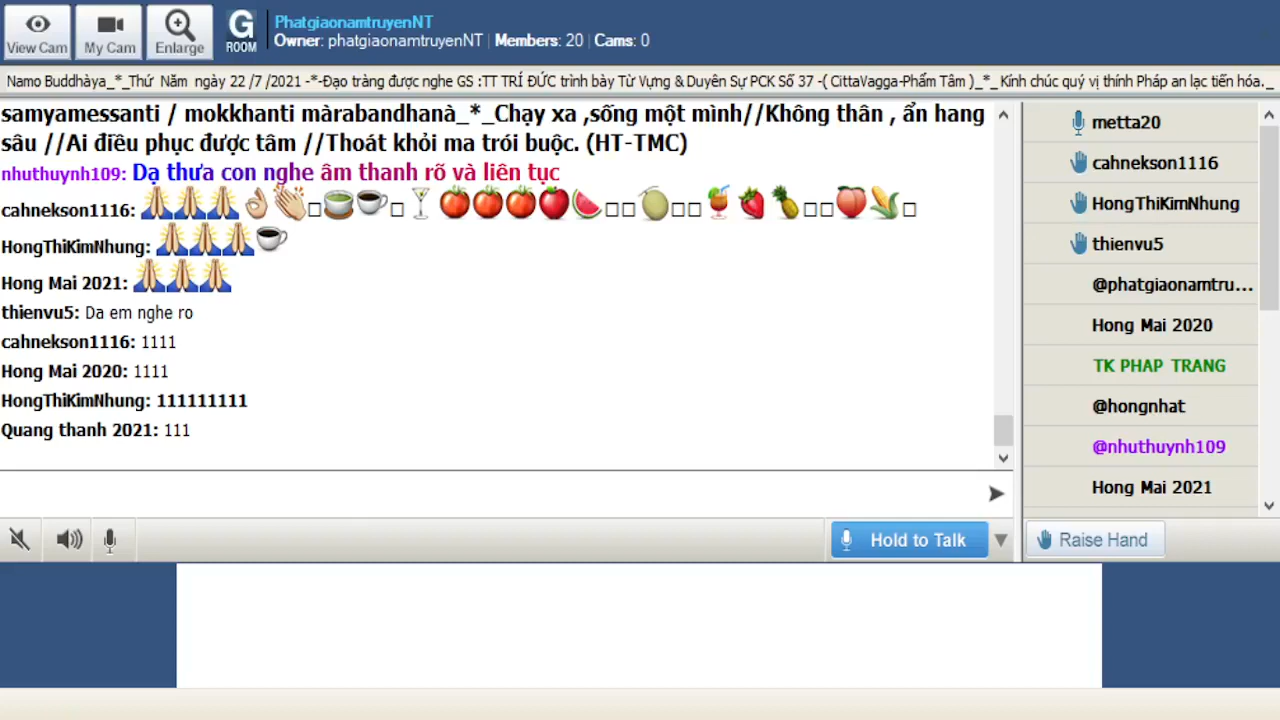 View Cam
My Cam
Enlarge
G
ROOM
PhatgiaonamtruyenNT
Owner: phatgiaonamtruyenNT | Members: 20 | Cams: 0
Namo Buddhàya_*_Thứ Năm ngày 22 /7 /2021 -*-Đạo tràng được nghe GS :TT TRÍ ĐỨC trình bày Từ Vựng & Duyên Sự PCK Số 37 -( CittaVagga-Phẩm Tâm )_*_Kính chúc quý vị thính Pháp an lạc tiến hóa._
samyamessanti / mokkhanti màrabandhanà_*_Chạy xa ,sống một mình//Không thân , ẩn hang
sâu //Ai điều phục được tâm //Thoát khỏi ma trói buộc. (HT-TMC)
nhuthuynh109: Dạ thưa con nghe âm thanh rõ và liên tục
cahnekson1116: 🙏🙏🙏👌👏□🍵☕□🍸🍅🍅🍅🍎🍉□□🍈□□🍹🍓🍍□□🍑🌽□
HongThiKimNhung: 🙏🙏🙏☕
Hong Mai 2021: 🙏🙏🙏
thienvu5: Da em nghe ro
cahnekson1116: 1111
Hong Mai 2020: 1111
HongThiKimNhung: 111111111
Quang thanh 2021: 111
Hold to Talk
metta20
cahnekson1116
HongThiKimNhung
thienvu5
@phatgiaonamtru...
Hong Mai 2020
TK PHAP TRANG
@hongnhat
@nhuthuynh109
Hong Mai 2021
Raise Hand